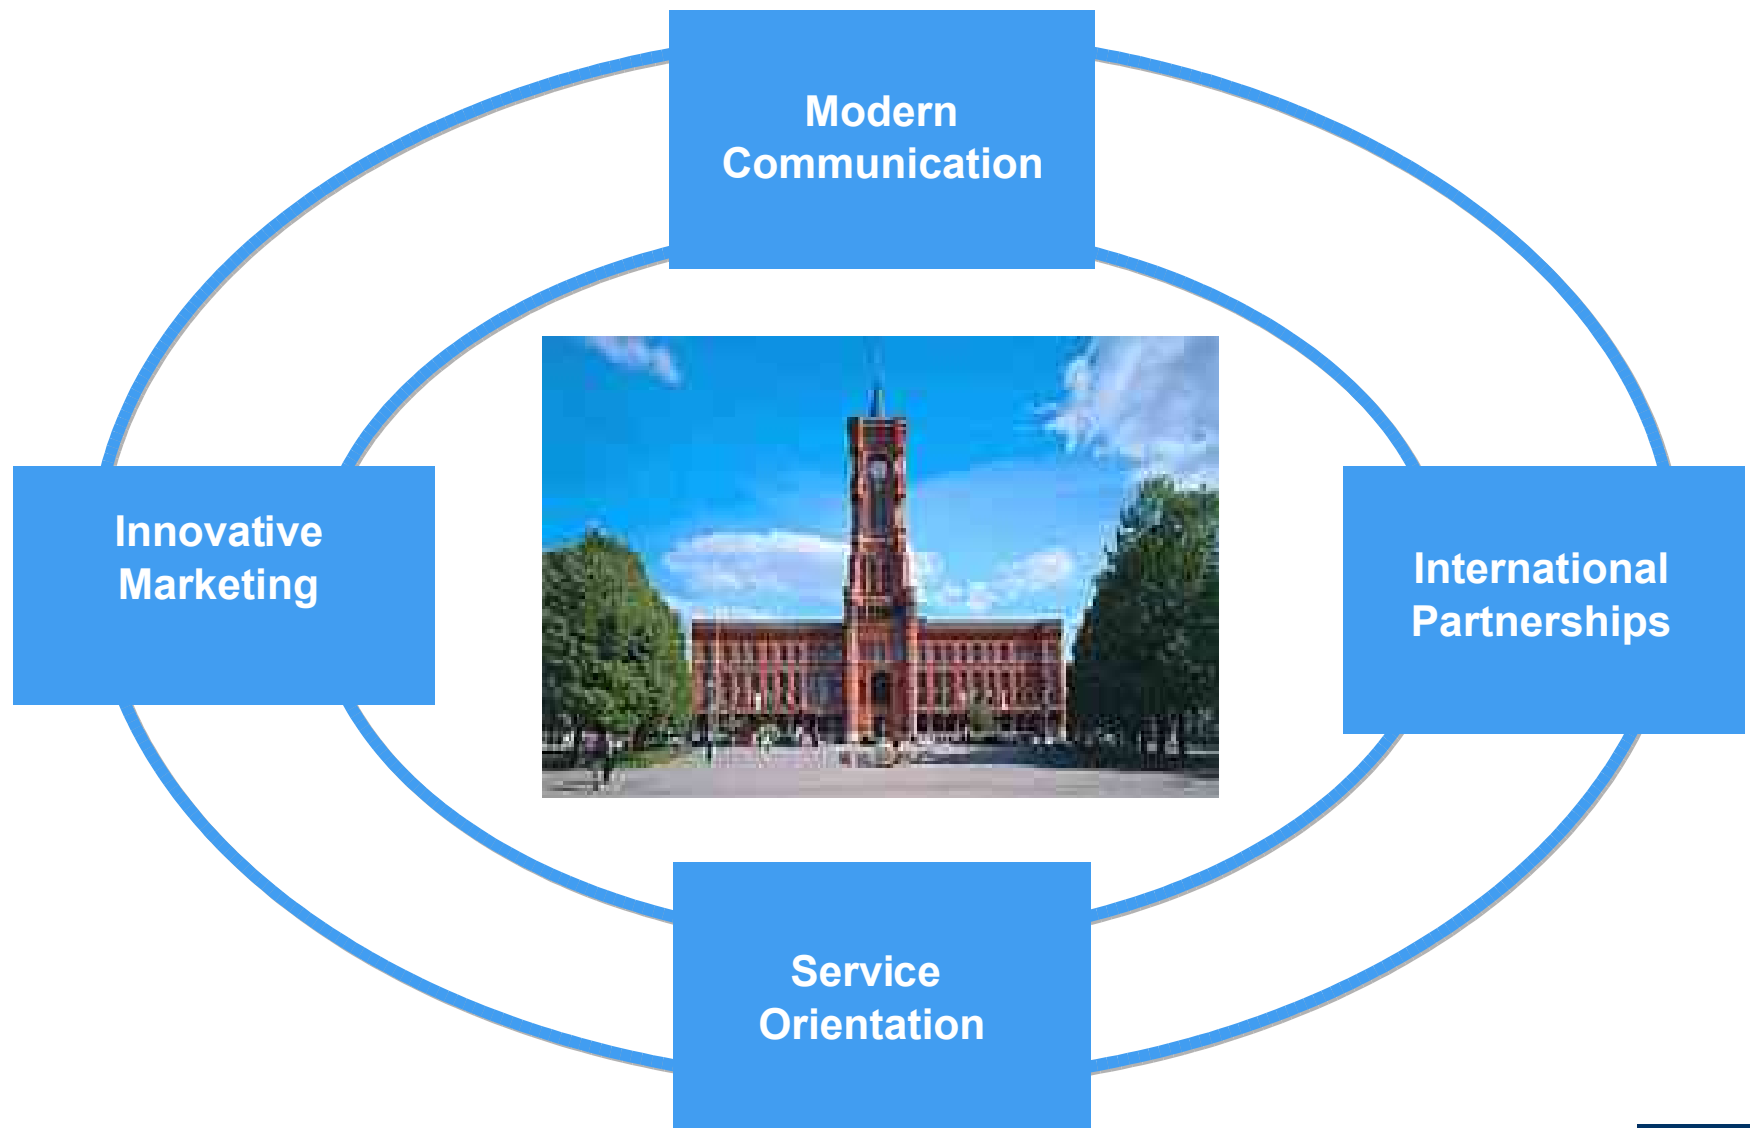 Modern
Communication
Innovative
Marketing
International
Partnerships
Service
Orientation